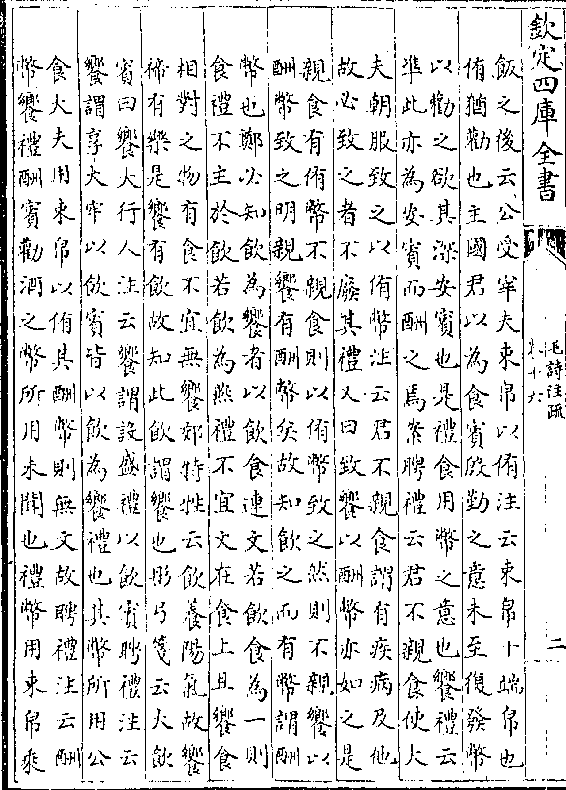 欽定四庫全書
毛詩注疏
卷十六
二
飯之後云公受宰夫束帛以侑注云束帛十端帛也
侑猶勸也主國君以為食賓殷勤之意未至復發幣
以勸之欲其深安賓也是禮食用幣之意也饗禮云
準此亦為安賓而酬之焉案聘禮云君不親食使大
夫朝服致之以侑幣注云君不親食謂有疾病及他
故必致之者不廢其禮又曰致饗以酬幣亦如之是
親食有侑幣不親食則以侑幣致之然則不親饗以
酬幣致之明親饗有酬幣矣故知飲之而有幣謂酬
幣也鄭必知飲為饗者以飲食連文若飲食為一則
食禮不主於飲若飲為燕禮不宜文在食上且饗食
相對之物有食不宜無饗郊特牲云飲養陽氣故饗
禘有樂是饗有飲故知此飲謂饗也彤弓箋云大飲
賓曰饗大行人注云饗謂設盛禮以飲賓聘禮注云
饗謂享大牢以飲賓皆以飲為饗禮也其幣所用公
食大夫用束帛以侑其酬幣則無文故聘禮注云酬
幣饗禮酬賓勸酒之幣所用未聞也禮幣用束帛乘